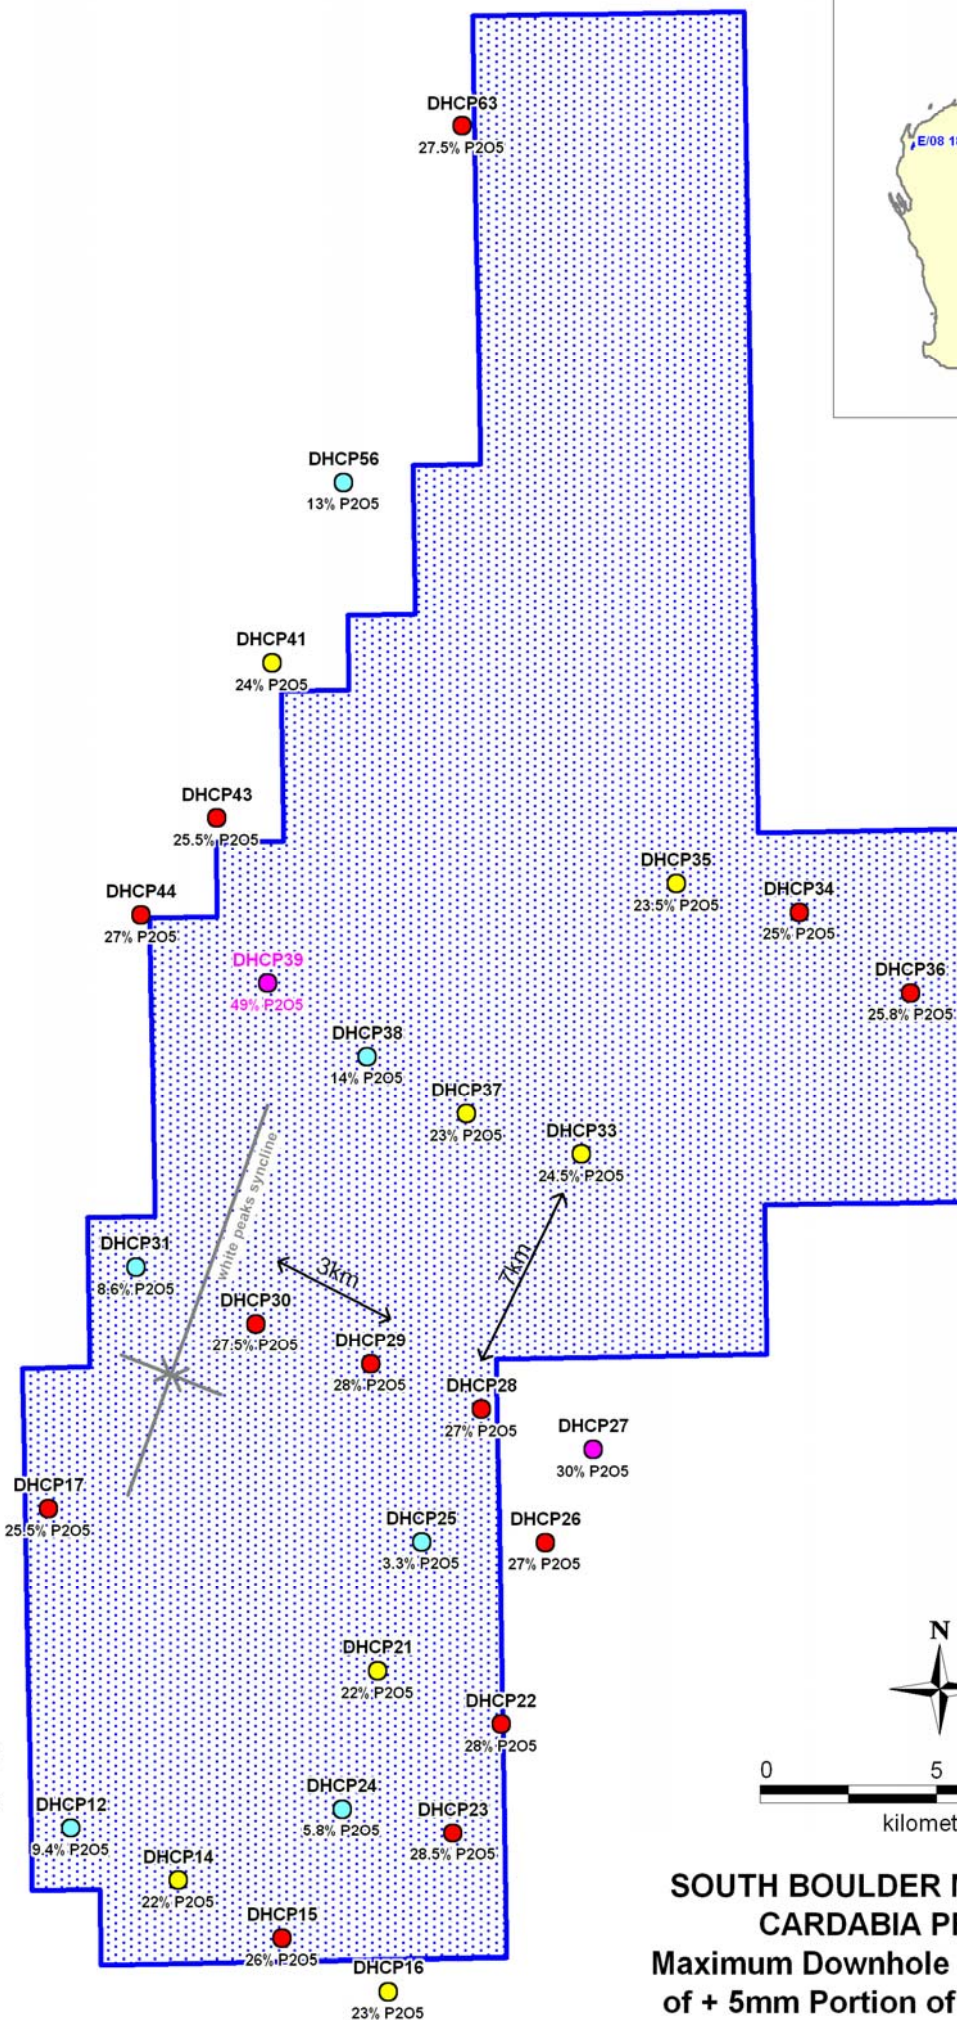 DHCP63
27.5% P2O5
E/08 18
DHCP56
13% P2O5
DHCP41
24% P2O5
DHCP43
25.5% P2O5
DHCP35
23.5% P2O5
DHCP34
25% P2O5
DHCP44
27% P2O5
DHCP39
49% P2O5
DHCP36
25.8% P2O5
DHCP38
14% P2O5
DHCP37
23% P2O5
DHCP33
24.5% P2O5
white peaks syncline
DHCP31
8.6% P2O5
3km
7km
DHCP30
27.5% P2O5
DHCP29
28% P2O5
DHCP28
27% P2O5
DHCP27
30% P2O5
DHCP17
25.5% P2O5
DHCP25
3.3% P2O5
DHCP26
27% P2O5
DHCP21
22% P2O5
DHCP22
28% P2O5
N
0 5
kilomet
DHCP24
5.8% P2O5
DHCP12
9.4% P2O5
DHCP23
28.5% P2O5
DHCP14
22% P2O5
DHCP15
26% P2O5
DHCP16
23% P2O5
SOUTH BOULDER
CARDABIA
Maximum Downhole
of + 5mm Portion of